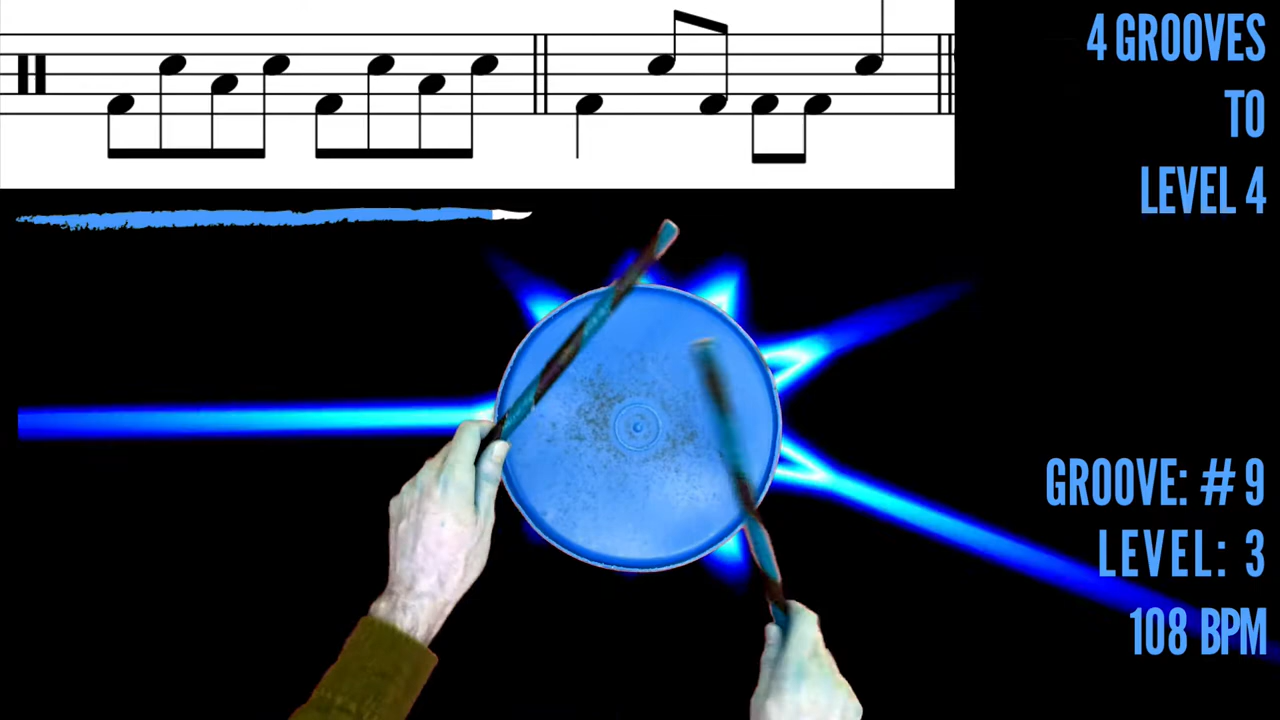 4 GROOVES
TO
LEVEL 4
GROOVE: # 9
LEVEL: 3
108 BPM